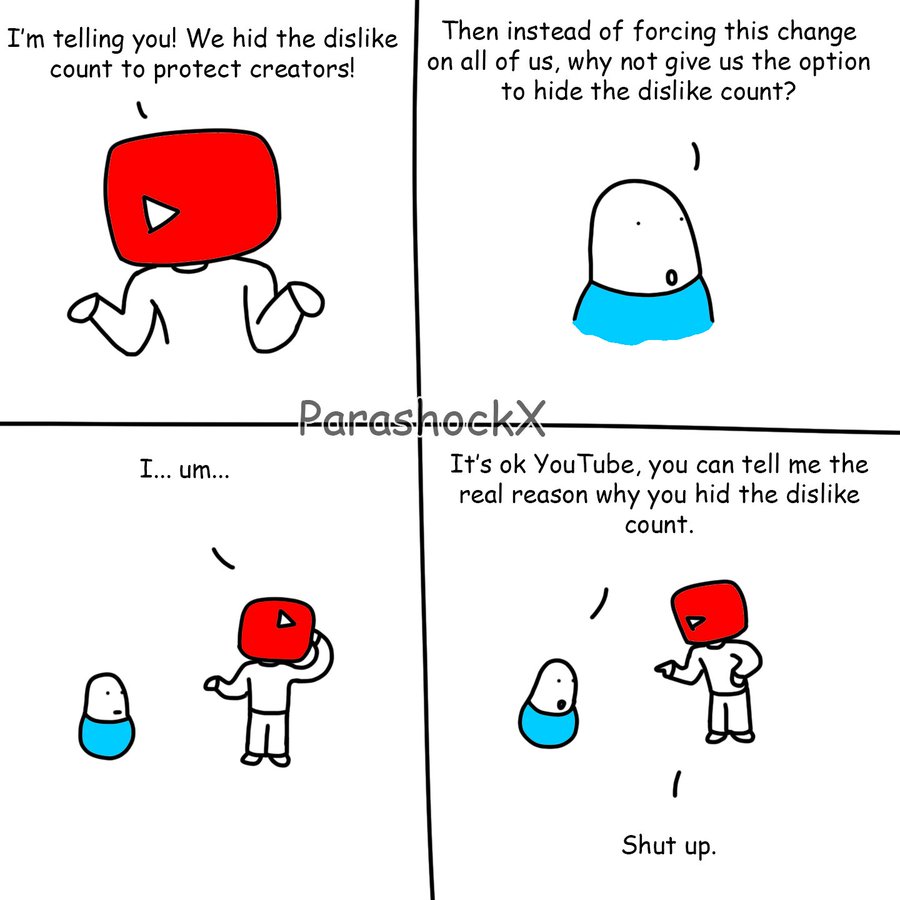 I'm telling you! We hid the dislike
count to protect creators!
Then instead of forcing this change
on all of us, why not give us the option
to hide the dislike count?
ParashockX
I... um...
It's ok YouTube, you can tell me the
real reason why you hid the dislike
count.
Shut up.